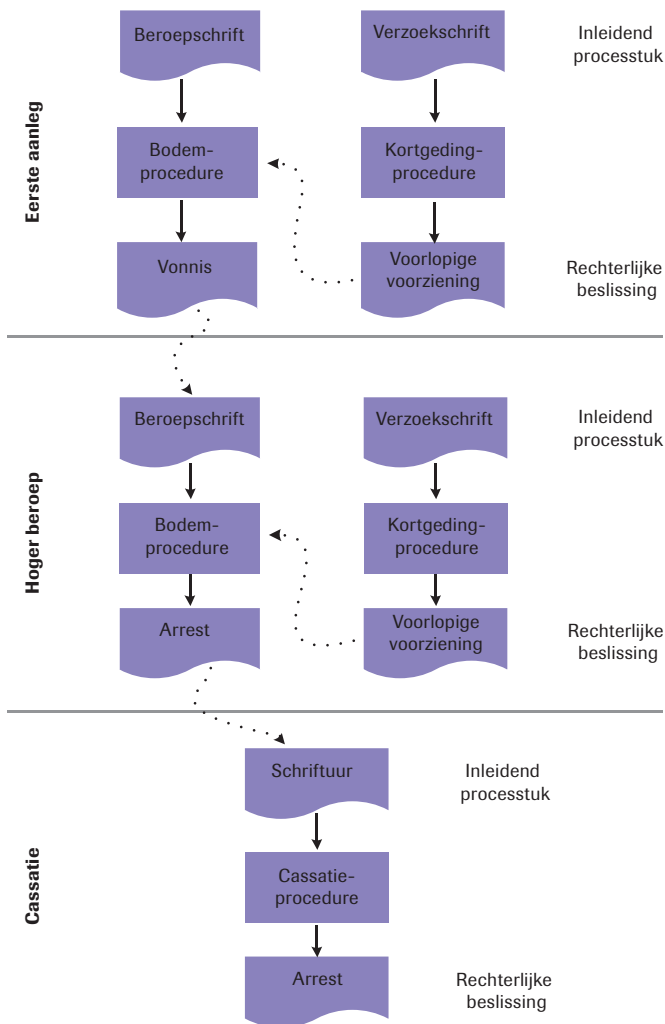 Eerste aanleg
Beroepschrift
Verzoekschrift
Inleidend
processtuk
Bodem-
procedure
Kortgeding-
procedure
Vonnis
Voorlopige
voorziening
Rechterlijke
beslissing
Hoger beroep
Beroepschrift
Verzoekschrift
Inleidend
processtuk
Bodem-
procedure
Kortgeding-
procedure
Arrest
Voorlopige
voorziening
Rechterlijke
beslissing
Cassatie
Schriftuur
Inleidend
processtuk
Cassatie-
procedure
Arrest
Rechterlijke
beslissing